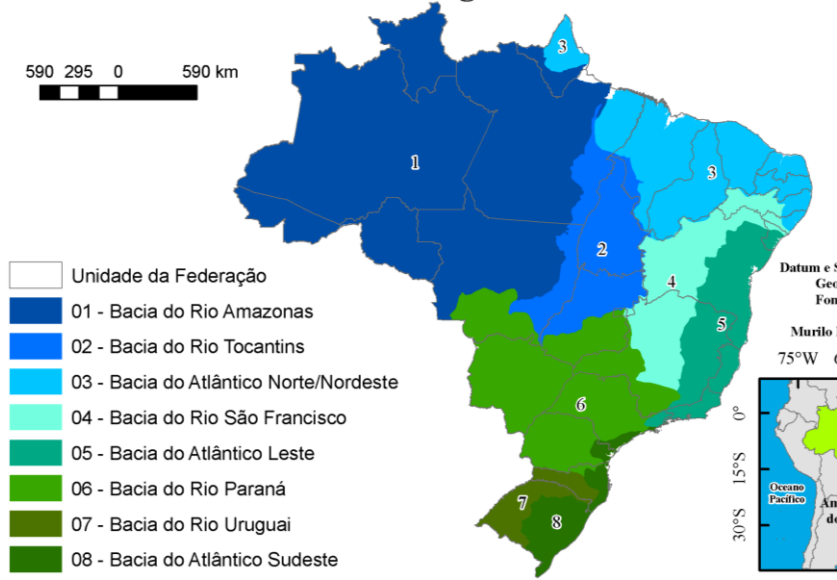 590 295 0 590 km
3
1
3
2
4
5
6
7
8
Unidade da Federação
01 - Bacia do Rio Amazonas
02 - Bacia do Rio Tocantins
03 - Bacia do Atlântico Norte/Nordeste
04 - Bacia do Rio São Francisco
05 - Bacia do Atlântico Leste
06 - Bacia do Rio Paraná
07 - Bacia do Rio Uruguai
08 - Bacia do Atlântico Sudeste
Datum e S
Geo
Fon
Murilo
75°W
0°
15°S
30°S
Oceano
Pacífico
An
do